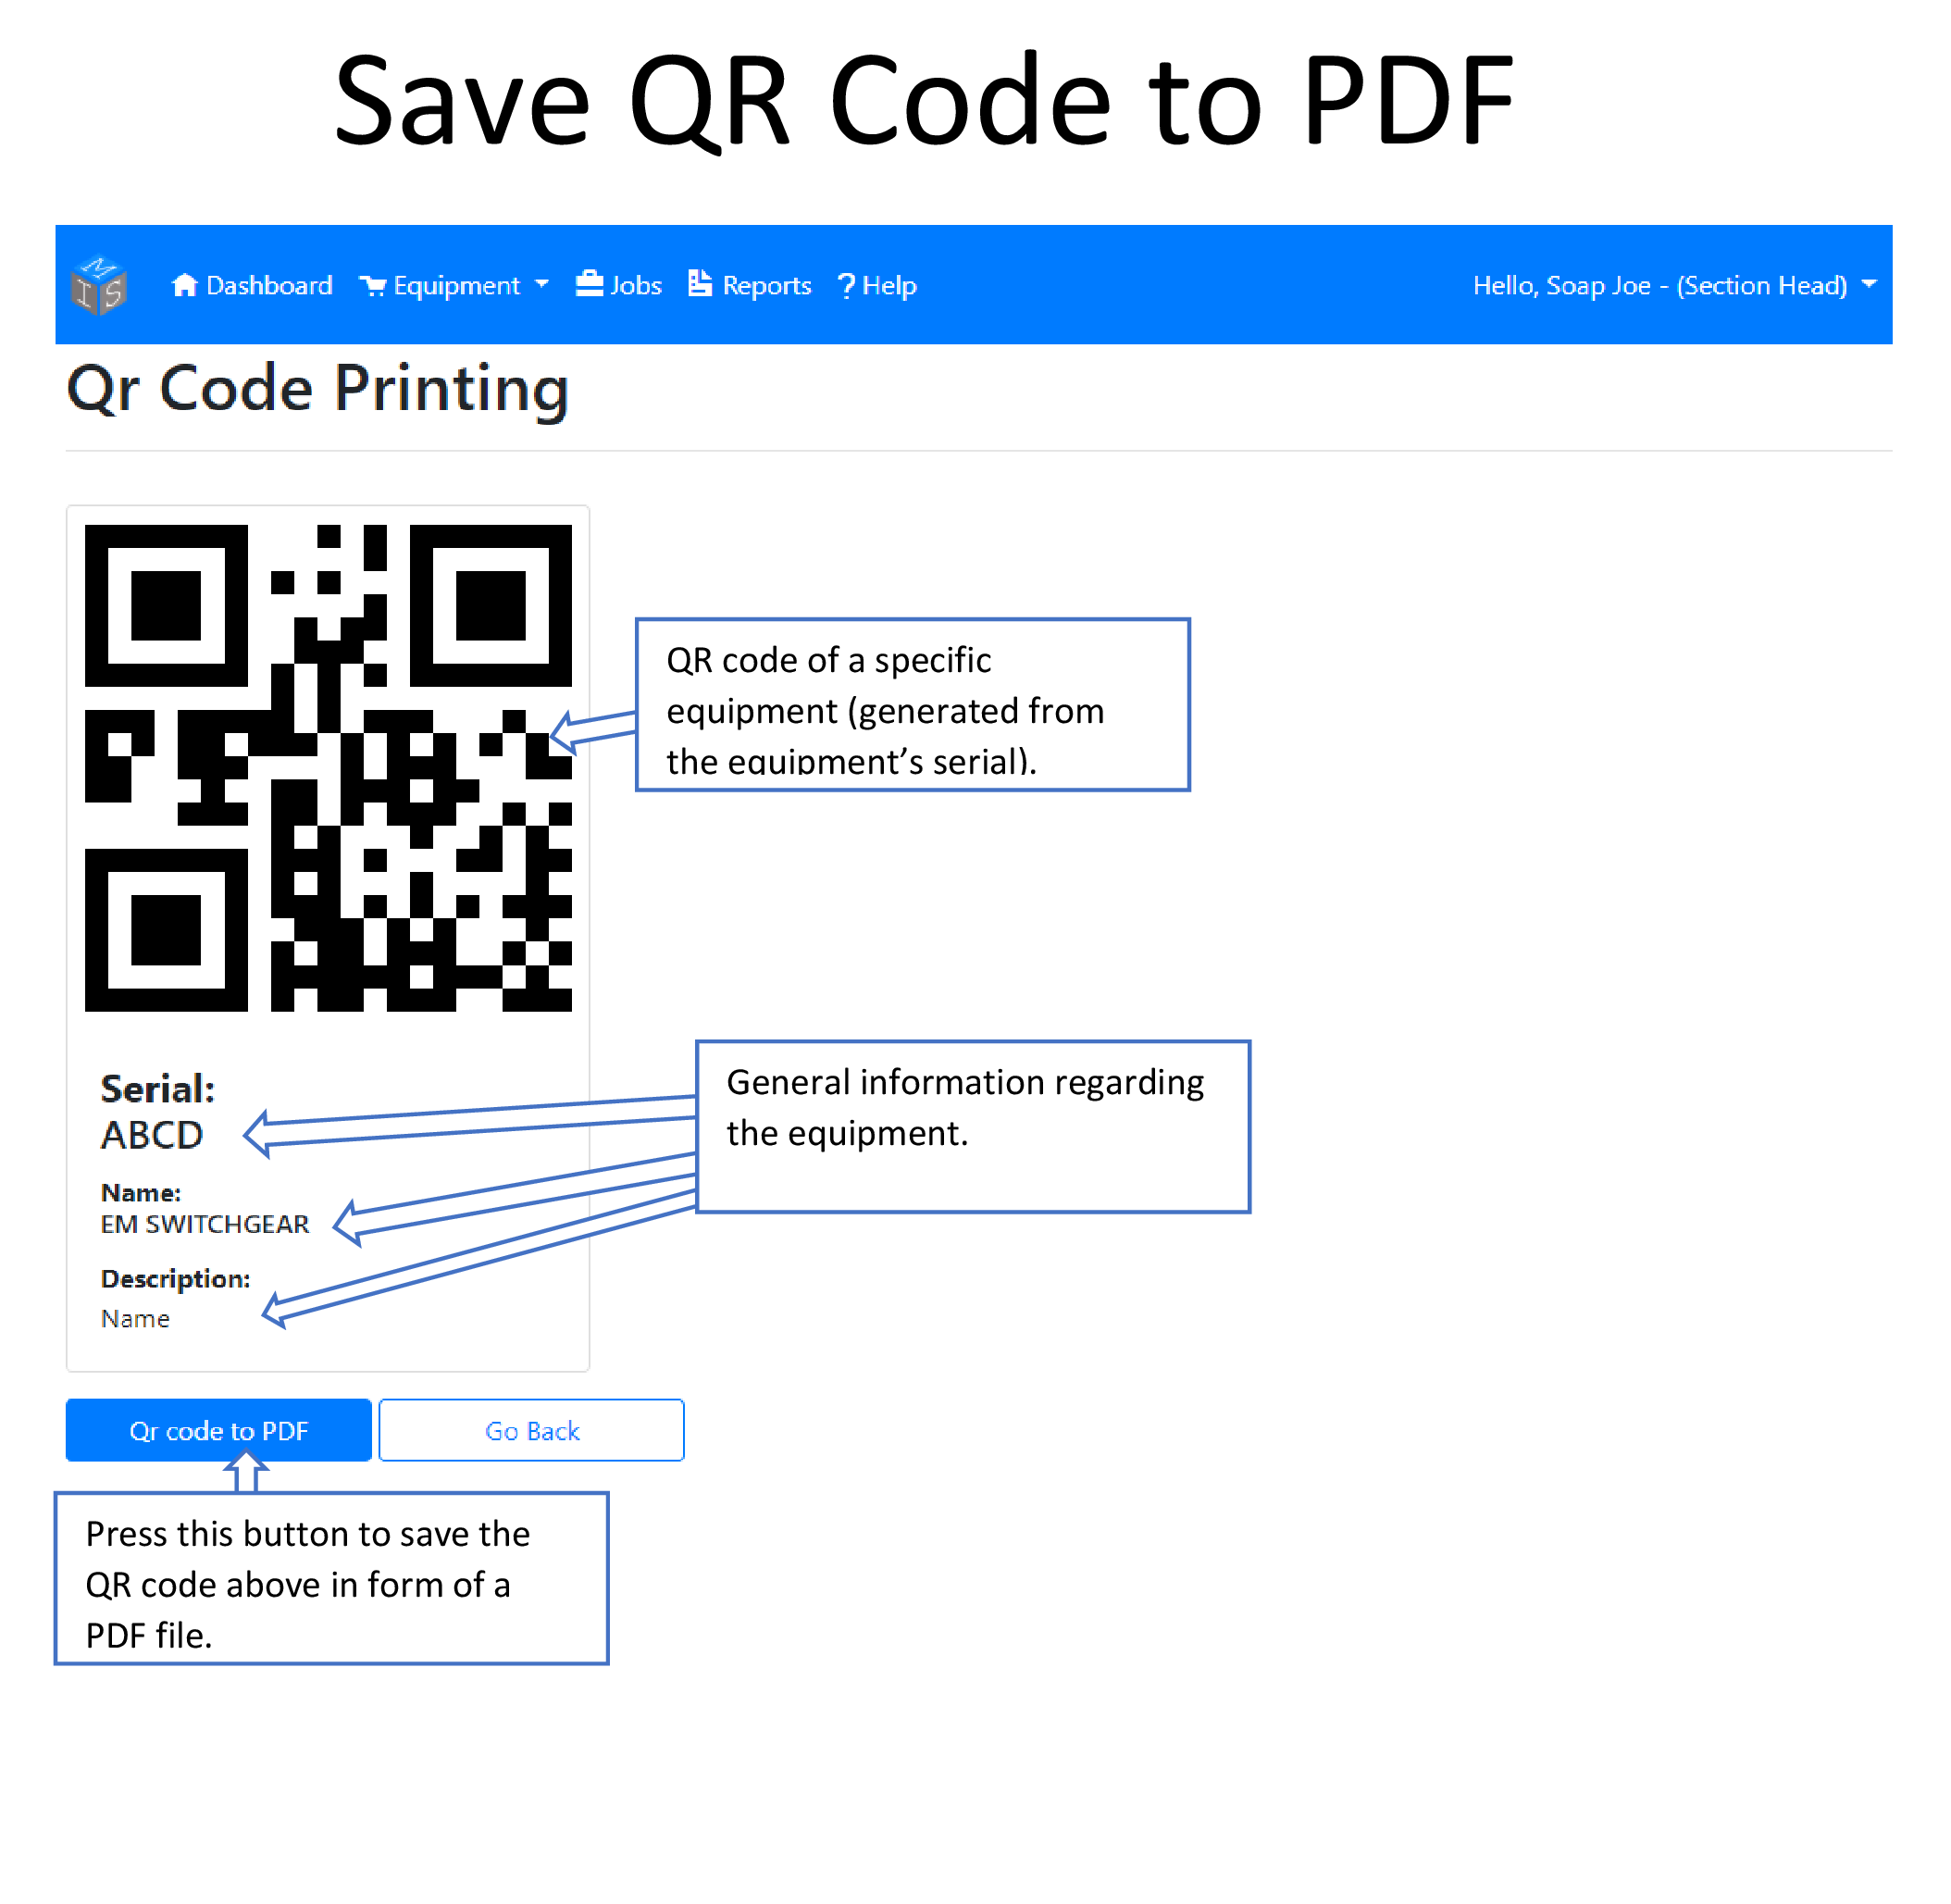 Save QR Code to PDF
M
I S
Dashboard Equipment Jobs Reports ? Help Hello, Soap Joe - (Section Head)
Qr Code Printing
QR code of a specific
equipment (generated from
the equipment’s serial).
Serial:
ABCD
General information regarding
the equipment.
Name:
EM SWITCHGEAR
Description:
Name
Qr code to PDF Go Back
Press this button to save the
QR code above in form of a
PDF file.